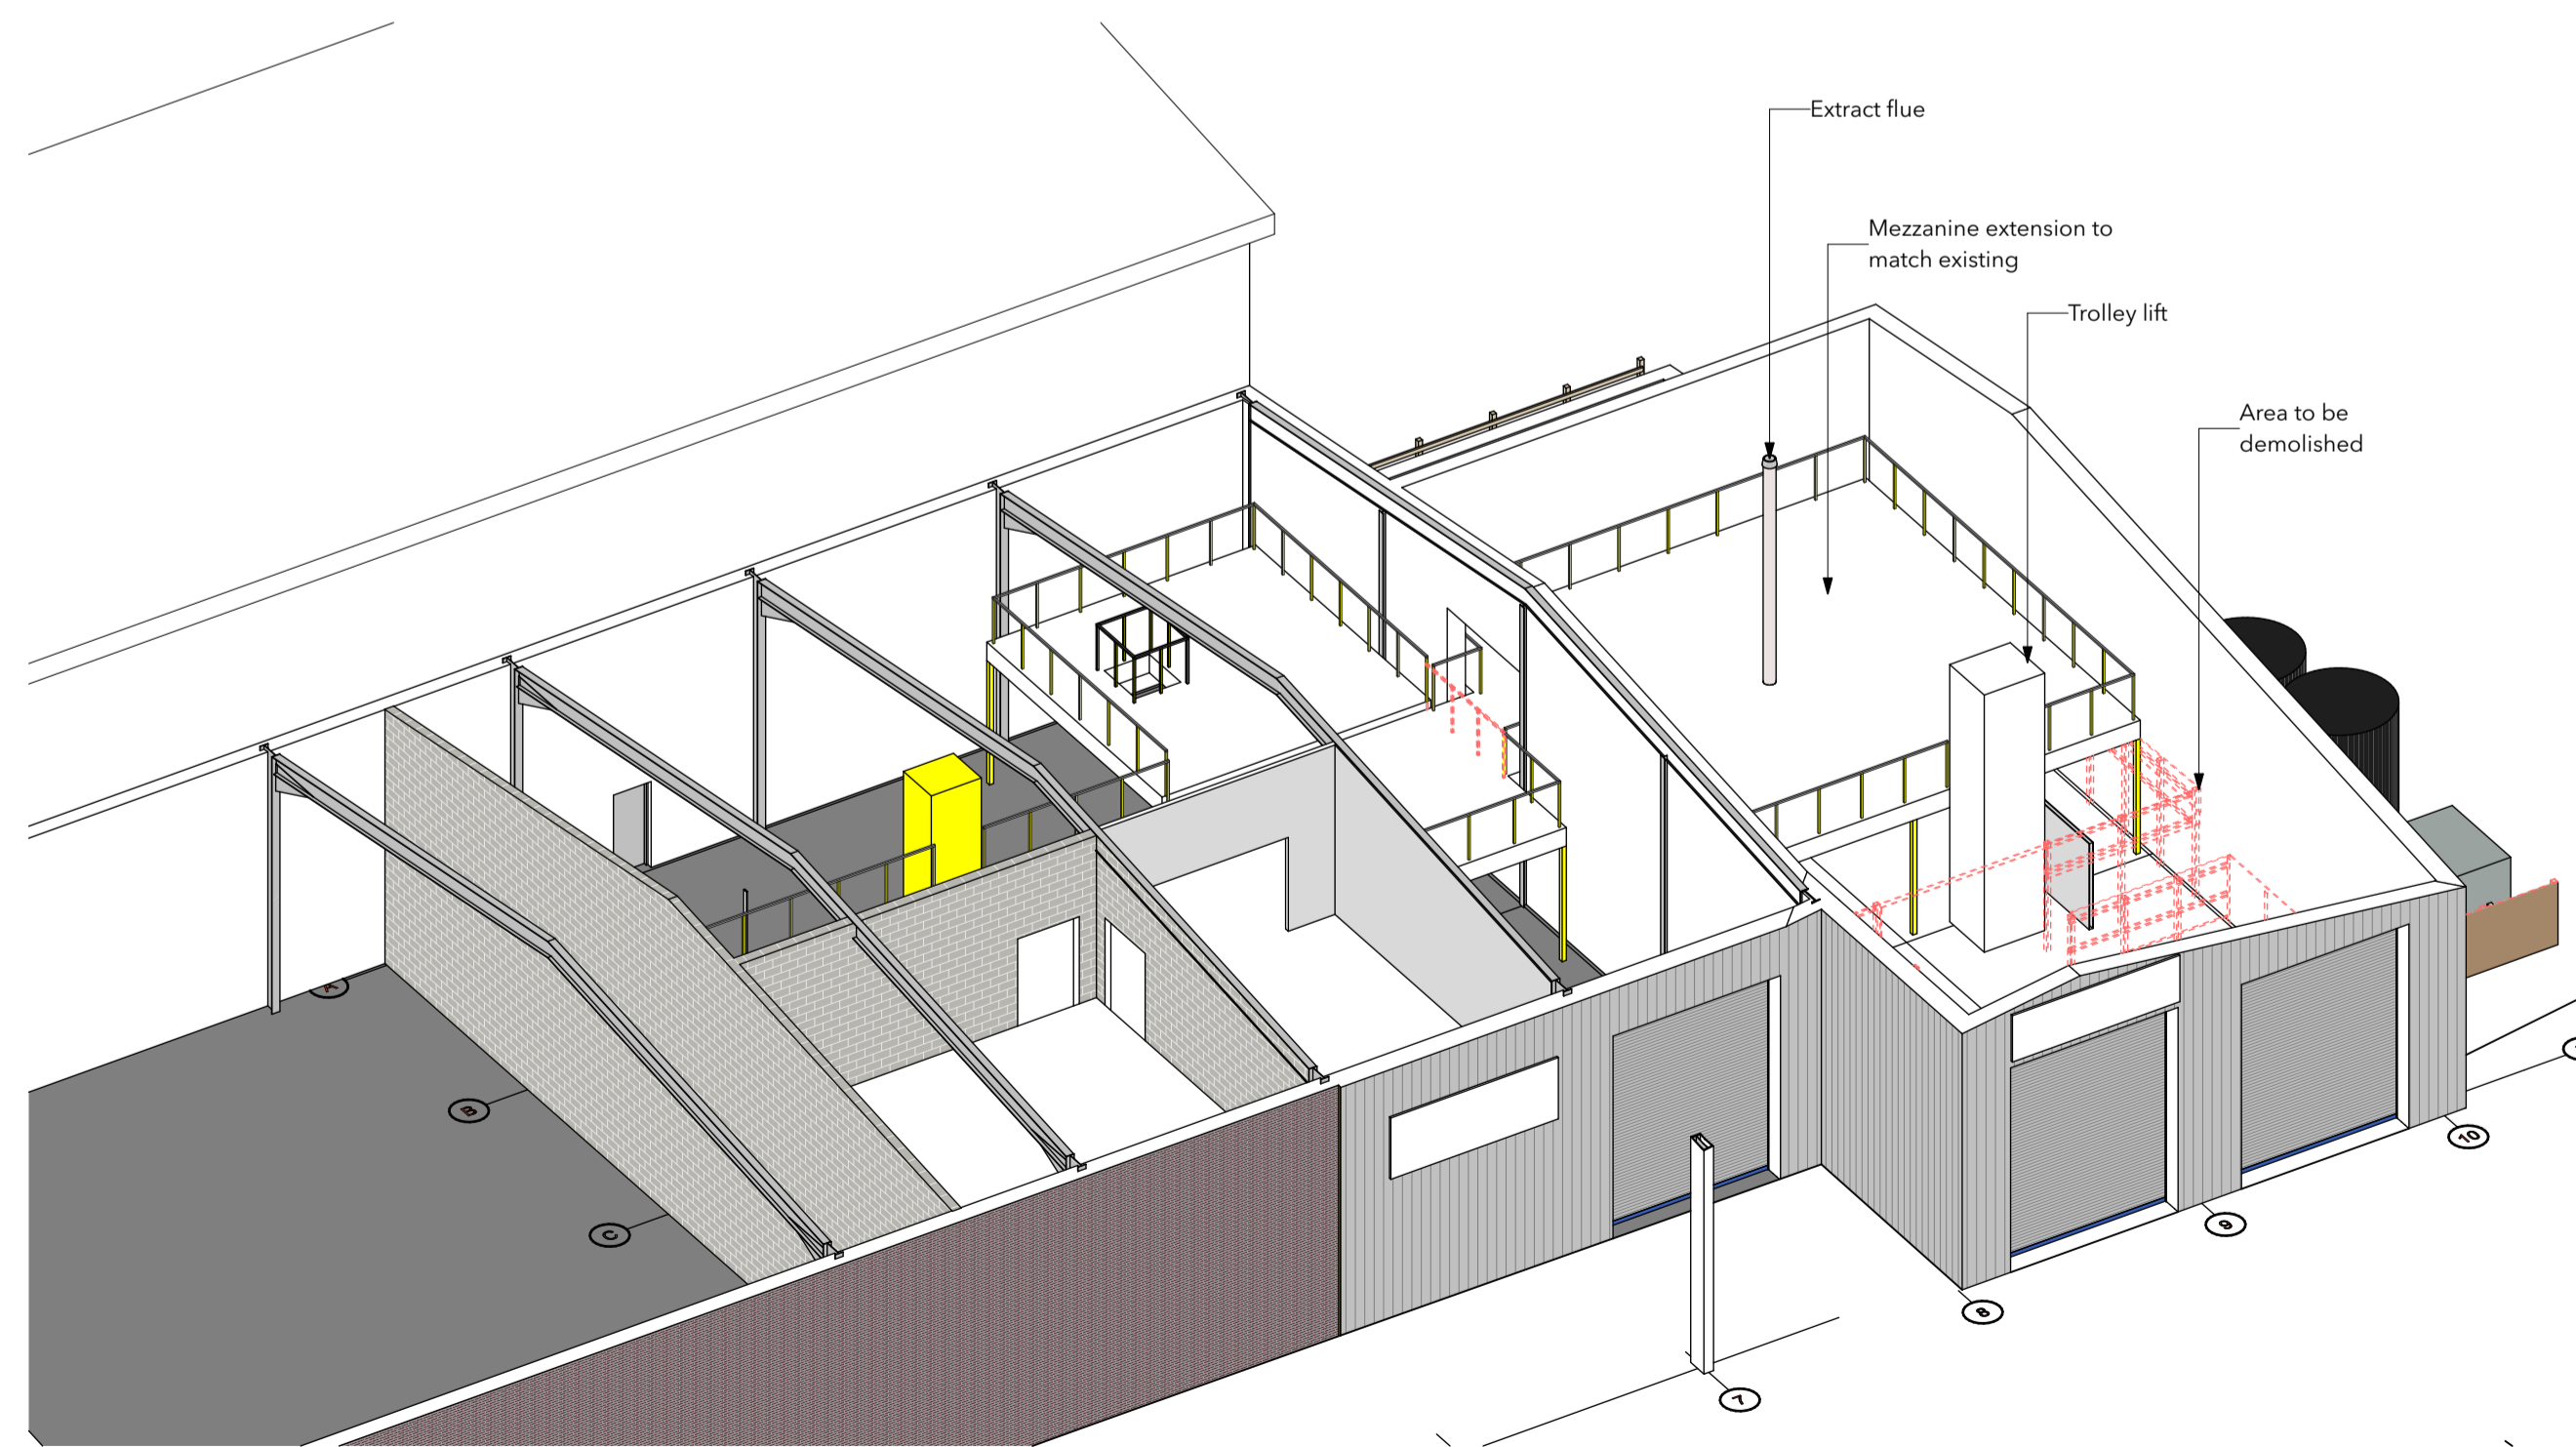 Extract flue
Mezzanine extension to
match existing
Trolley lift
Area to be
demolished
A
B
C
10
9
8
7